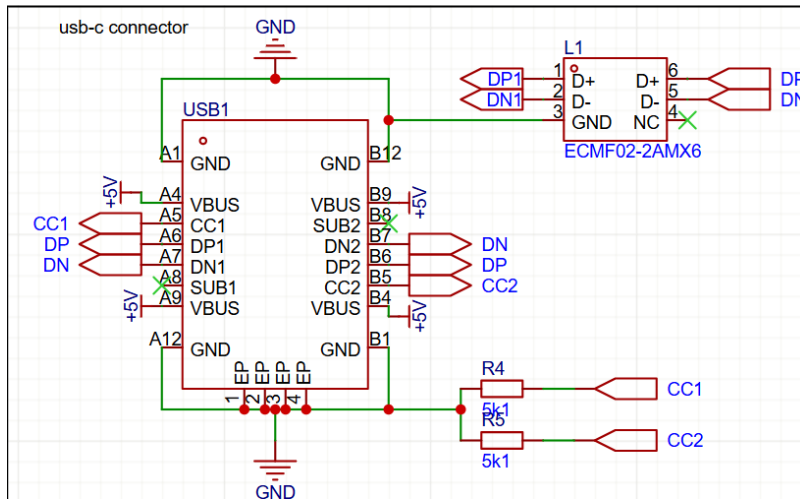 usb-c connector
GND
L1
DP1
1
D+
D+
6
DP
DN1
2
D-
D-
5
DN
3
GND
NC
4
ECMF02-2AMX6
USB1
A1
GND
GND
B12
+5V
A4
VBUS
VBUS
B9
+5V
CC1
A5
CC1
SUB2
B8
DP
A6
DP1
DN2
B7
DN
DN
A7
DN1
DP2
B6
DP
A8
SUB1
CC2
B5
CC2
+5V
A9
VBUS
VBUS
B4
+5V
A12
GND
GND
B1
EP
EP
EP
EP
1
2
3
4
R4
5k1
CC1
R5
5k1
CC2
GND